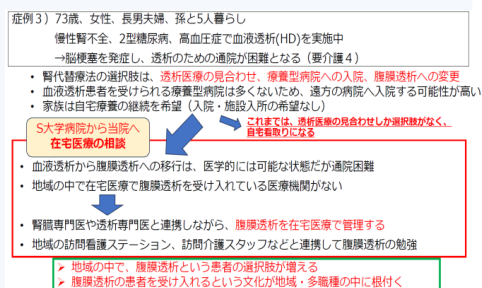 症例3）73歳、女性、長男夫婦、孫と5人暮らし
慢性腎不全、2型糖尿病、高血圧症で血液透析(HD)を実施中
→脳梗塞を発症し、透析のための通院が困難となる（要介護4）
• 腎代替療法の選択肢は、透析医療の見合わせ、療養型病院への入院、腹膜透析への変更
• 血液透析患者を受けられる療養型病院は多くないため、遠方の病院へ入院する可能性が高い
• 家族は自宅療養の継続を希望（入院・施設入所の希望なし）
これまでは、透析医療の見合わせしか選択肢がなく、
自宅看取りになる
S大学病院から当院へ
在宅医療の相談
• 血液透析から腹膜透析への移行は、医学的には可能な状態だが通院困難
• 地域の中で在宅医療で腹膜透析を受け入れている医療機関がない
• 腎臓専門医や透析専門医と連携しながら、腹膜透析を在宅医療で管理する
• 地域の訪問看護ステーション、訪問介護スタッフなどと連携して腹膜透析の勉強
➢ 地域の中で、腹膜透析という患者の選択肢が増える
➢ 腹膜透析の患者を受け入れるという文化が地域・多職種の中に根付く